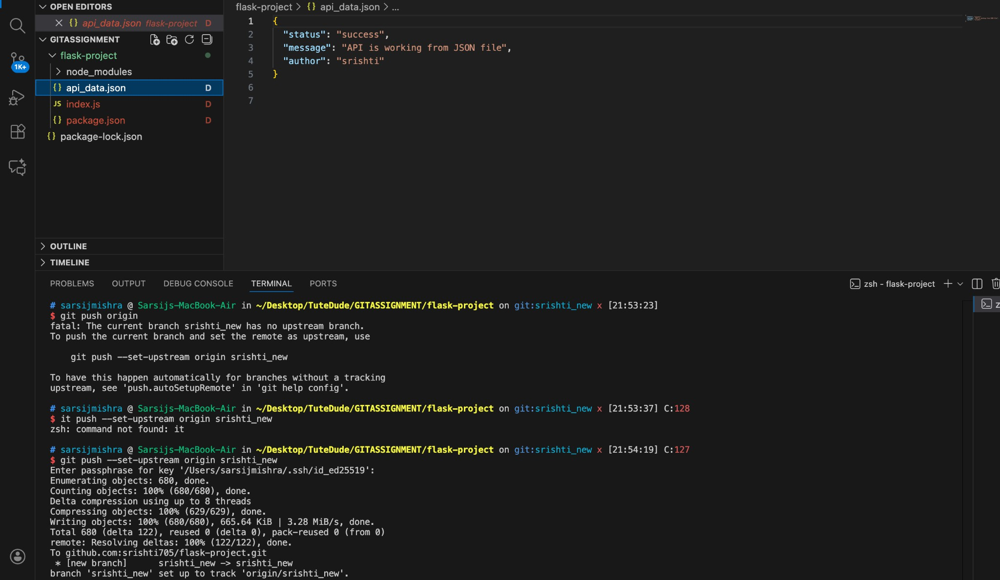 OPEN EDITORS
{} api_data.json flask-project D
GITASSIGNMENT
flask-project
node_modules
{} api_data.json D
JS index.js D
{} package.json D
{} package-lock.json
OUTLINE
TIMELINE
1K+
flask-project > {} api_data.json > ...
1 {
2 "status": "success",
3 "message": "API is working from JSON file",
4 "author": "srishti"
5 }
6
7
PROBLEMS OUTPUT DEBUG CONSOLE TERMINAL PORTS
zsh - flask-project
z
# sarsijmishra @ Sarsijs-MacBook-Air in ~/Desktop/TuteDude/GITASSIGNMENT/flask-project on git:srishti_new x [21:53:23]
$ git push origin
fatal: The current branch srishti_new has no upstream branch.
To push the current branch and set the remote as upstream, use
git push --set-upstream origin srishti_new
To have this happen automatically for branches without a tracking
upstream, see 'push.autoSetupRemote' in 'git help config'.
# sarsijmishra @ Sarsijs-MacBook-Air in ~/Desktop/TuteDude/GITASSIGNMENT/flask-project on git:srishti_new x [21:53:37] C:128
$ it push --set-upstream origin srishti_new
zsh: command not found: it
# sarsijmishra @ Sarsijs-MacBook-Air in ~/Desktop/TuteDude/GITASSIGNMENT/flask-project on git:srishti_new x [21:54:19] C:127
$ git push --set-upstream origin srishti_new
Enter passphrase for key '/Users/sarsijmishra/.ssh/id_ed25519':
Enumerating objects: 680, done.
Counting objects: 100% (680/680), done.
Delta compression using up to 8 threads
Compressing objects: 100% (629/629), done.
Writing objects: 100% (680/680), 665.64 KiB | 3.28 MiB/s, done.
Total 680 (delta 122), reused 0 (delta 0), pack-reused 0 (from 0)
remote: Resolving deltas: 100% (122/122), done.
To github.com:srishti705/flask-project.git
* [new branch] srishti_new -> srishti_new
branch 'srishti_new' set up to track 'origin/srishti_new'.